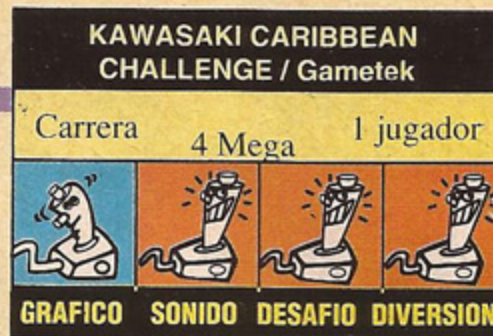 KAWASAKI CARIBBEAN
CHALLENGE / Gametek
Carrera 4 Mega 1 jugador
GRAFICO SONIDO DESAFIO DIVERSION